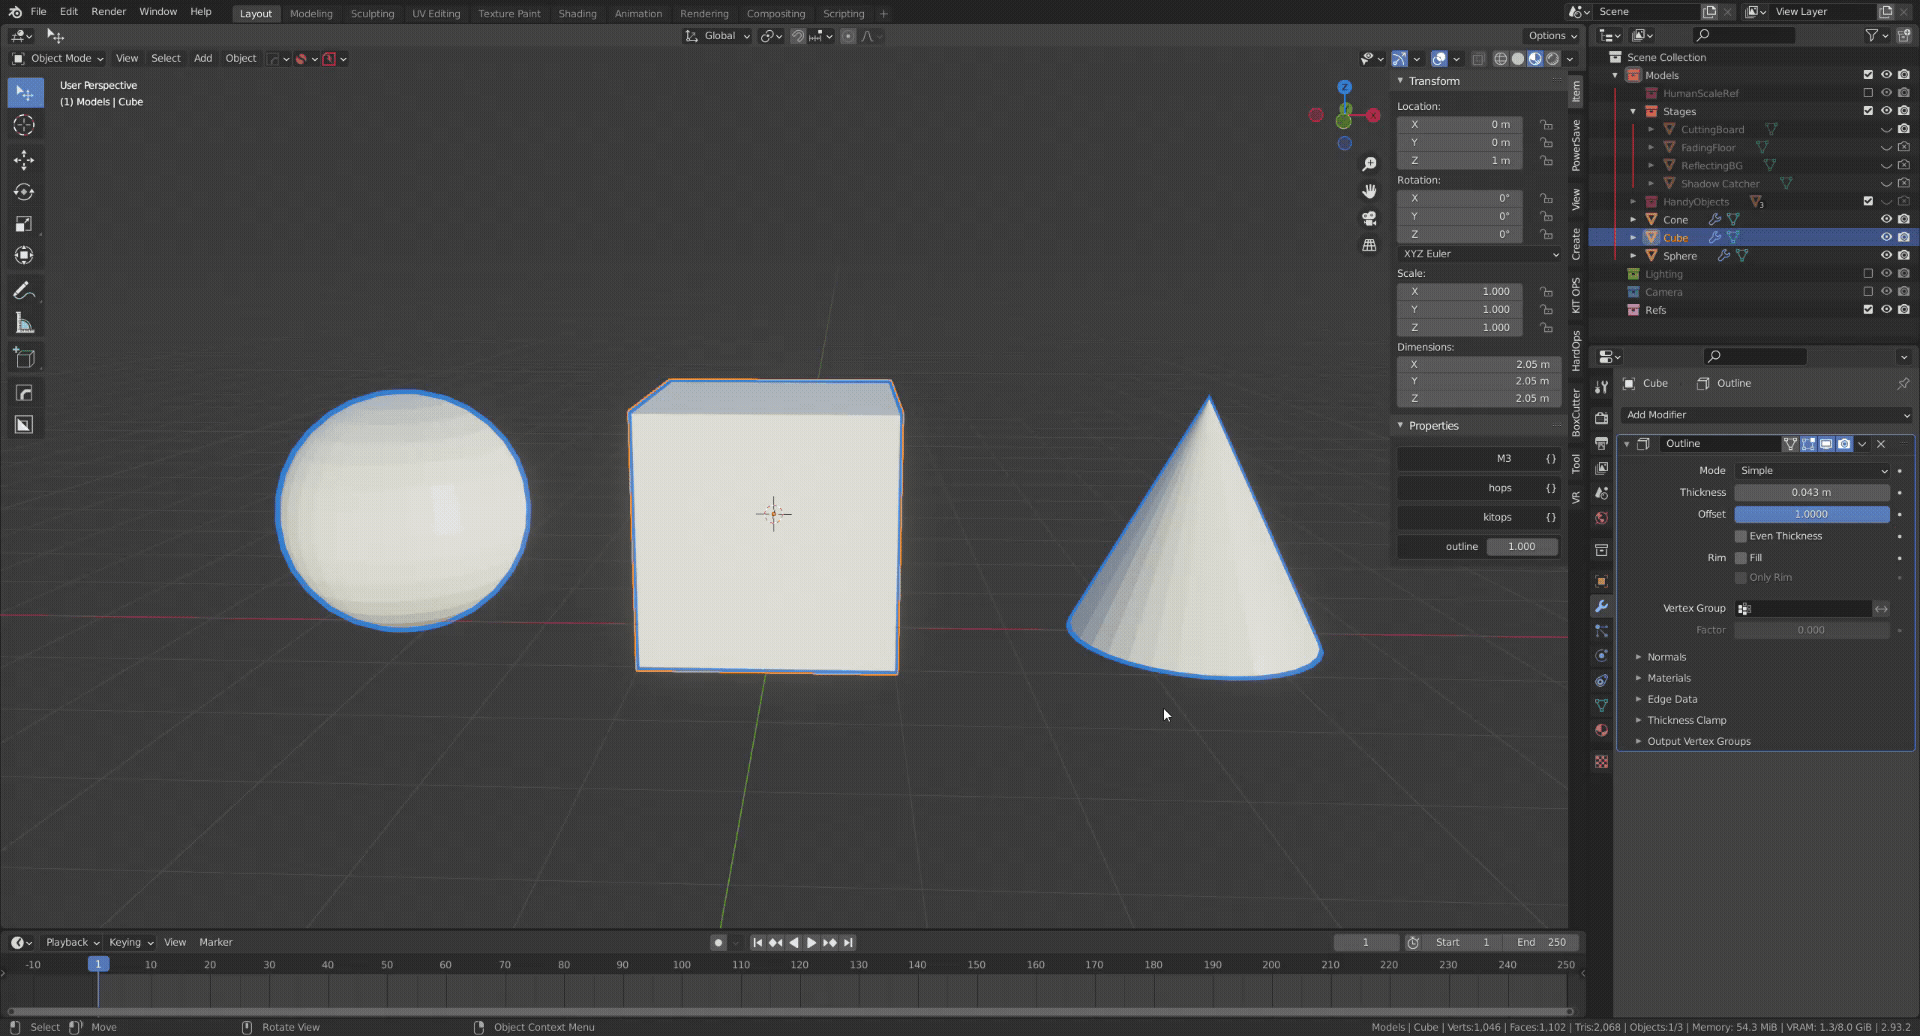 File Edit Render Window Help Layout Modeling Sculpting UV Editing Texture Paint Shading Animation Rendering Compositing Scripting + Scene View Layer
Global Options
Object Mode View Select Add Object
User Perspective
(1) Models | Cube
Z
Y
X
Transform
Location:
X 0 m
Y 0 m
Z 1 m
Rotation:
X 0°
Y 0°
Z 0°
XYZ Euler
Scale:
X 1.000
Y 1.000
Z 1.000
Dimensions:
X 2.05 m
Y 2.05 m
Z 2.05 m
Properties
M3 {}
hops {}
kitops {}
outline 1.000
Item
PowerSave
View
Create
KIT OPS
HardOps
BoxCutter
Tool
VR
Scene Collection
Models
HumanScaleRef
Stages
CuttingBoard
FadingFloor
ReflectingBG
Shadow Catcher
HandyObjects 3
Cone
Cube
Sphere
Lighting
Camera
Refs
Cube Outline
Add Modifier
Outline
Mode Simple
Thickness 0.043 m
Offset 1.0000
Even Thickness
Rim Fill
Only Rim
Vertex Group
Factor 0.000
Normals
Materials
Edge Data
Thickness Clamp
Output Vertex Groups
Playback Keying View Marker 1 Start 1 End 250
-10 1 10 20 30 40 50 60 70 80 90 100 110 120 130 140 150 160 170 180 190 200 210 220 230 240 250
Select Move Rotate View Object Context Menu Models | Cube | Verts:1,046 | Faces:1,102 | Tris:2,068 | Objects:1/3 | Memory: 54.3 MiB | VRAM: 1.3/8.0 GiB | 2.93.2